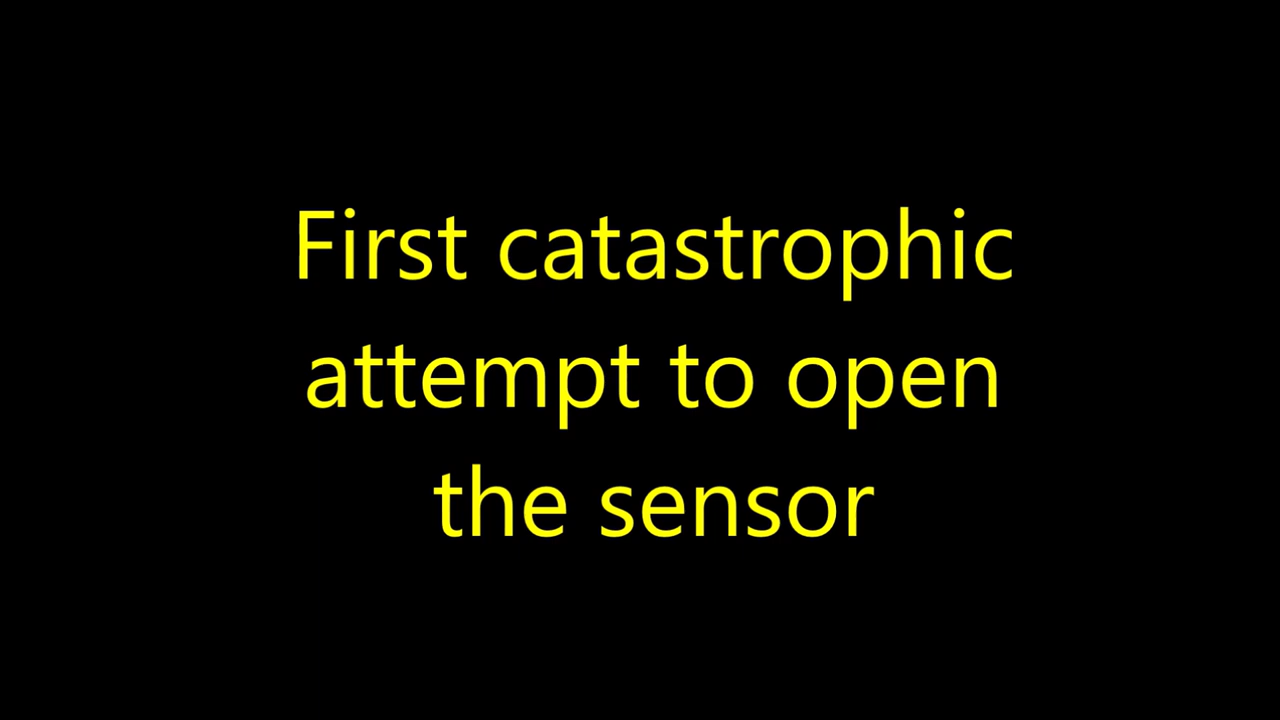 First catastrophic
attempt to open
the sensor